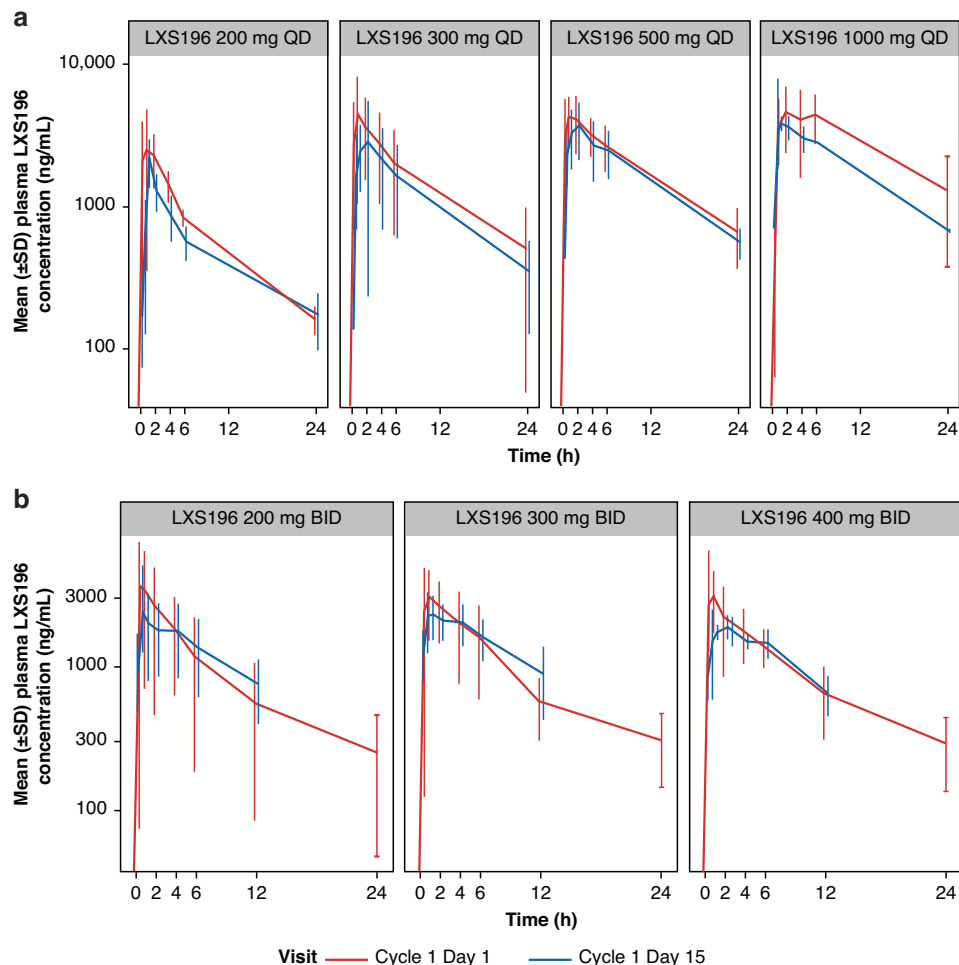 a
LXS196 200 mg QD
LXS196 300 mg QD
LXS196 500 mg QD
LXS196 1000 mg QD
Mean (±SD) plasma LXS196
concentration (ng/mL)
10,000
1000
100
0 2 4 6 12 24
0 2 4 6 12 24
0 2 4 6 12 24
0 2 4 6 12 24
Time (h)
b
LXS196 200 mg BID
LXS196 300 mg BID
LXS196 400 mg BID
Mean (±SD) plasma LXS196
concentration (ng/mL)
3000
1000
300
100
0 2 4 6 12 24
0 2 4 6 12 24
0 2 4 6 12 24
Time (h)
Visit Cycle 1 Day 1 Cycle 1 Day 15